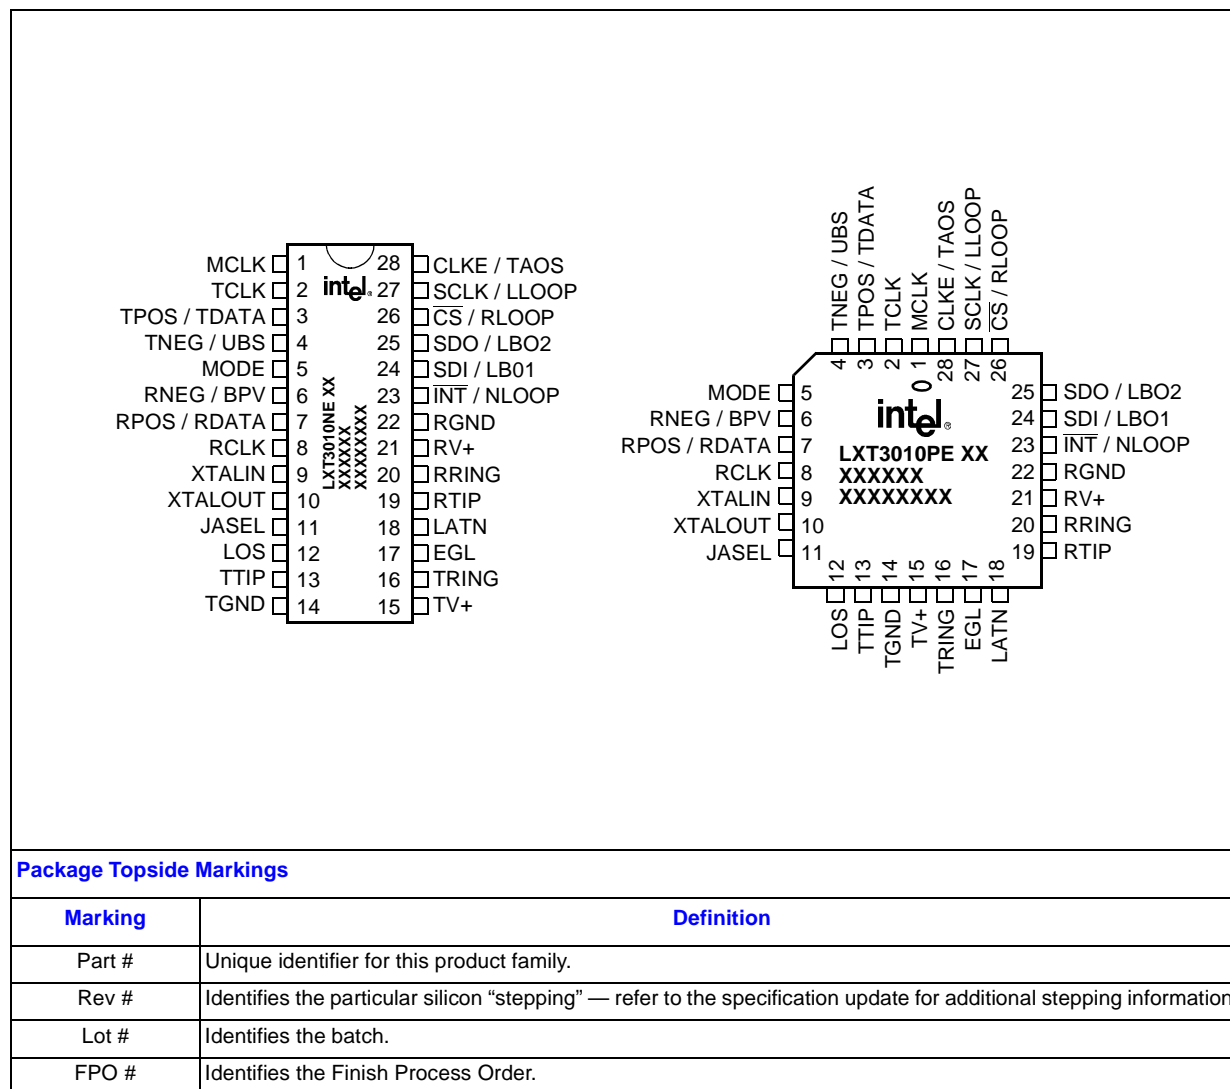 MCLK 1 28 CLKE / TAOS
TCLK 2 intel® 27 SCLK / LLOOP
TPOS / TDATA 3 26 CS / RLOOP
TNEG / UBS 4 25 SDO / LBO2
MODE 5 24 SDI / LB01
RNEG / BPV 6 23 INT / NLOOP
RPOS / RDATA 7 22 RGND
RCLK 8 21 RV+
XTALIN 9 20 RRING
XTALOUT 10 19 RTIP
JASEL 11 18 LATN
LOS 12 17 EGL
TTIP 13 16 TRING
TGND 14 15 TV+
LXT3010NE XX
XXXXXX
XXXXXXXX
TNEG / UBS
TPOS / TDATA
TCLK
MCLK
CLKE / TAOS
SCLK / LLOOP
CS / RLOOP
4 3 2 1 28 27 26
MODE 5 25 SDO / LBO2
RNEG / BPV 6 intel® 24 SDI / LBO1
RPOS / RDATA 7 23 INT / NLOOP
LXT3010PE XX
RCLK 8 XXXXXX 22 RGND
XTALIN 9 XXXXXXXX 21 RV+
XTALOUT 10 20 RRING
JASEL 11 19 RTIP
12 13 14 15 16 17 18
LOS
TTIP
TGND
TV+
TRING
EGL
LATN
Package Topside Markings
Marking Definition
Part # Unique identifier for this product family.
Rev # Identifies the particular silicon “stepping” — refer to the specification update for additional stepping information
Lot # Identifies the batch.
FPO # Identifies the Finish Process Order.